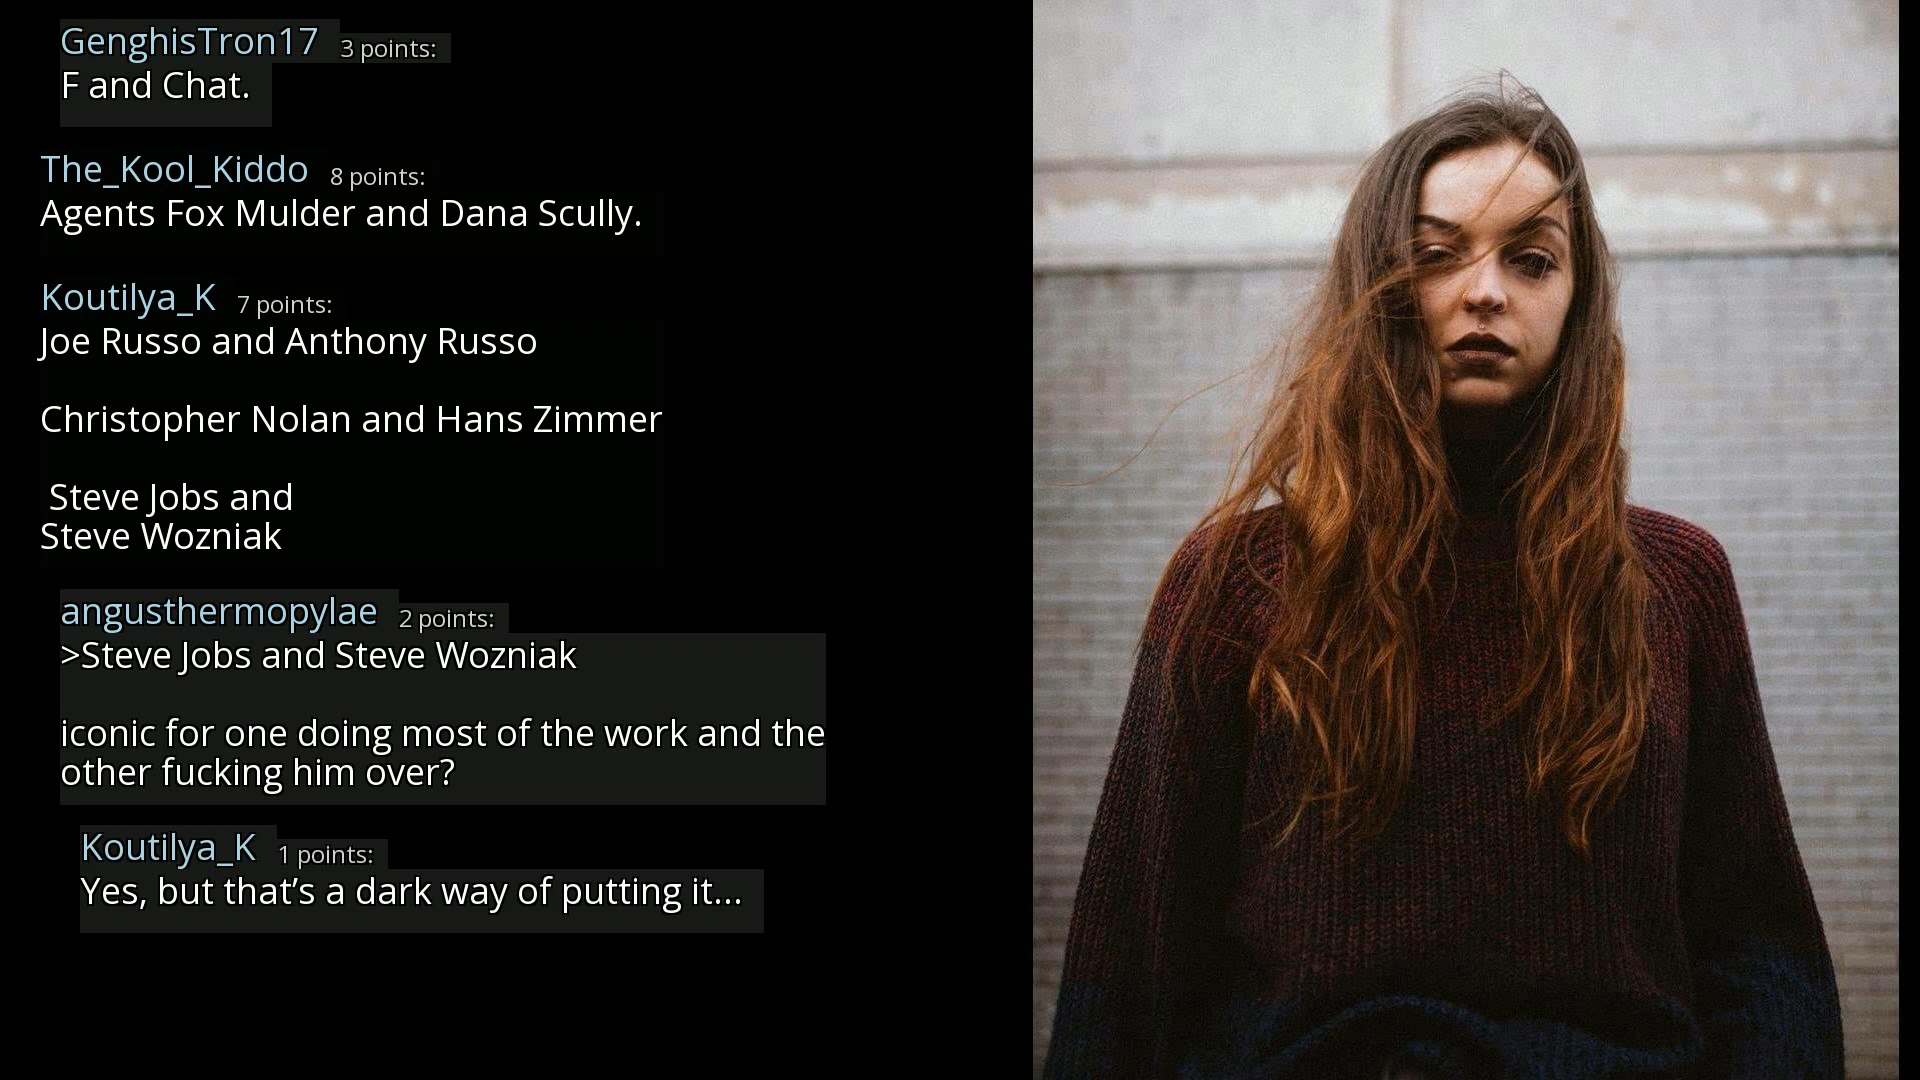 GenghisTron17 3 points:
F and Chat.
The_Kool_Kiddo 8 points:
Agents Fox Mulder and Dana Scully.
Koutilya_K 7 points:
Joe Russo and Anthony Russo
Christopher Nolan and Hans Zimmer
Steve Jobs and
Steve Wozniak
angusthermopylae 2 points:
>Steve Jobs and Steve Wozniak
iconic for one doing most of the work and the
other fucking him over?
Koutilya_K 1 points:
Yes, but that’s a dark way of putting it...